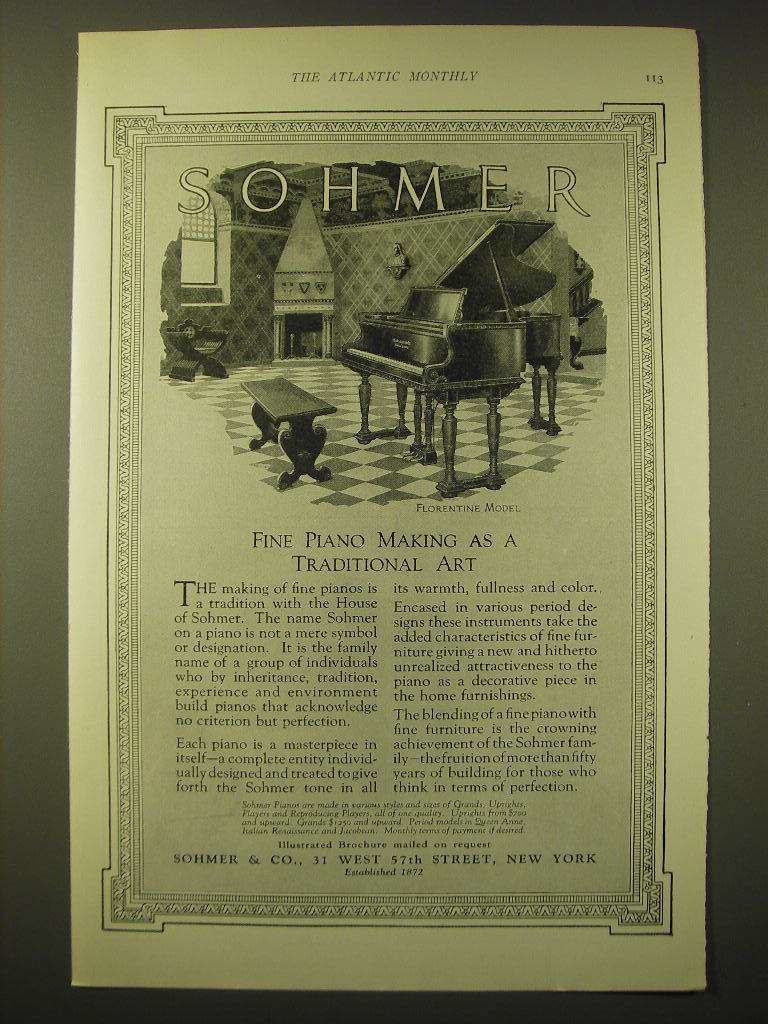 THE ATLANTIC MONTHLY
113
SOHMER
FLORENTINE MODEL
FINE PIANO MAKING AS A
TRADITIONAL ART
THE making of fine pianos is
a tradition with the House
of Sohmer. The name Sohmer
on a piano is not a mere symbol
or designation. It is the family
name of a group of individuals
who by inheritance, tradition,
experience and environment
build pianos that acknowledge
no criterion but perfection.
Each piano is a masterpiece in
itself—a complete entity individ-
ually designed and treated to give
forth the Sohmer tone in all
its warmth, fullness and color.
Encased in various period de-
signs these instruments take the
added characteristics of fine fur-
niture giving a new and hitherto
unrealized attractiveness to the
piano as a decorative piece in
the home furnishings.
The blending of a fine piano with
fine furniture is the crowning
achievement of the Sohmer fam-
ily—the fruition of more than fifty
years of building for those who
think in terms of perfection.
Sohmer Pianos are made in various styles and sizes of Grands, Uprights,
Players and Reproducing Players, all of one quality. Uprights from $700
and upward. Grands $1250 and upward. Period models in Queen Anne,
Italian Renaissance and Jacobean. Monthly terms of payment if desired.
Illustrated Brochure mailed on request
SOHMER & CO., 31 WEST 57th STREET, NEW YORK
Established 1872